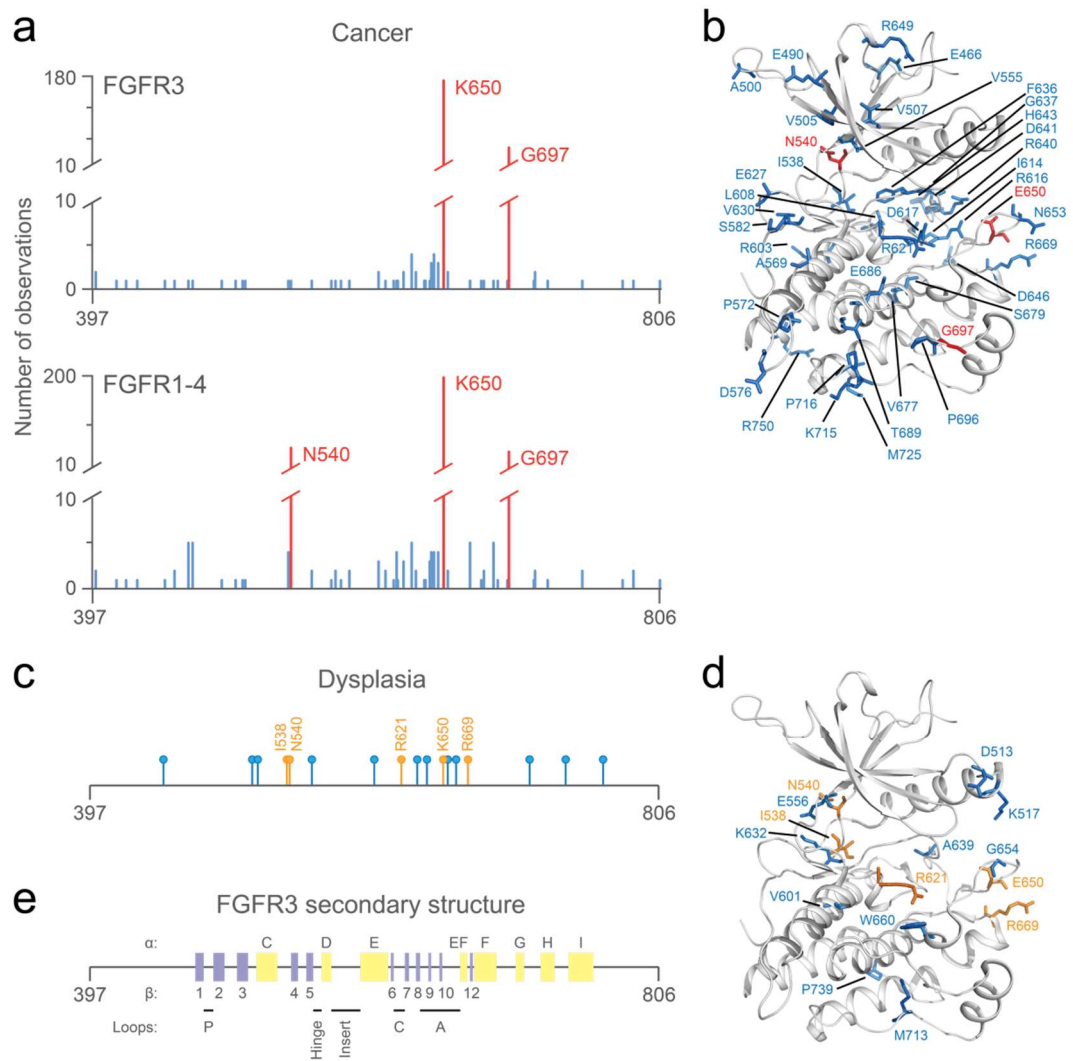 a
Cancer
Number of observations
180
FGFR3
K650
G697
10
10
0
397
806
200
FGFR1-4
K650
N540
G697
10
10
0
397
806
b
R649
E490
E466
A500
V555
V505
V507
F636
G637
H643
D641
R640
N540
I538
I614
R616
E650
E627
L608
V630
S582
D617
N653
R603
R621
R669
A569
E686
D646
S679
P572
G697
D576
P716
V677
P696
R750
K715
T689
M725
c
Dysplasia
I538
N540
R621
K650
R669
397
806
d
D513
N540
E556
K517
I538
K632
A639
G654
R621
E650
V601
W660
R669
P739
M713
e
FGFR3 secondary structure
α: C D E EF F G H I
397
806
β: 1 2 3 4 5 6 7 8 9 10 12
Loops: P Hinge Insert C A